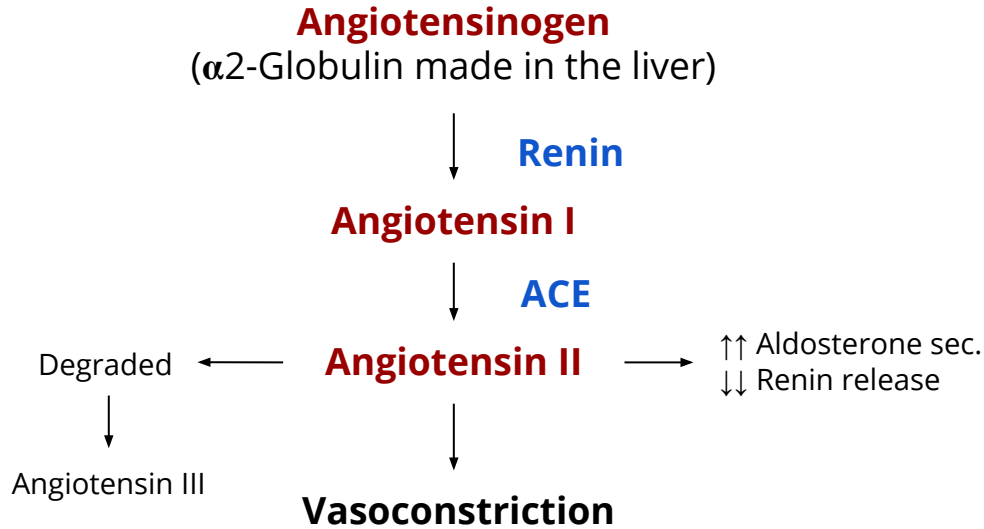 Angiotensinogen
(α2-Globulin made in the liver)
Renin
Angiotensin I
ACE
Degraded
Angiotensin II
↑↑ Aldosterone sec.
↓↓ Renin release
Angiotensin III
Vasoconstriction